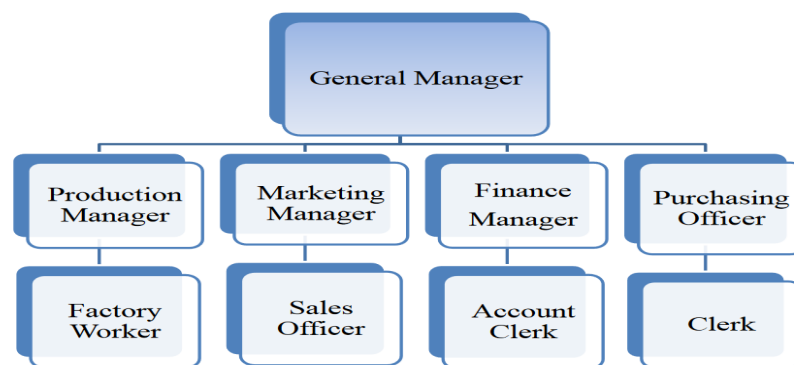 General Manager
Production
Manager
Marketing
Manager
Finance
Manager
Purchasing
Officer
Factory
Worker
Sales
Officer
Account
Clerk
Clerk